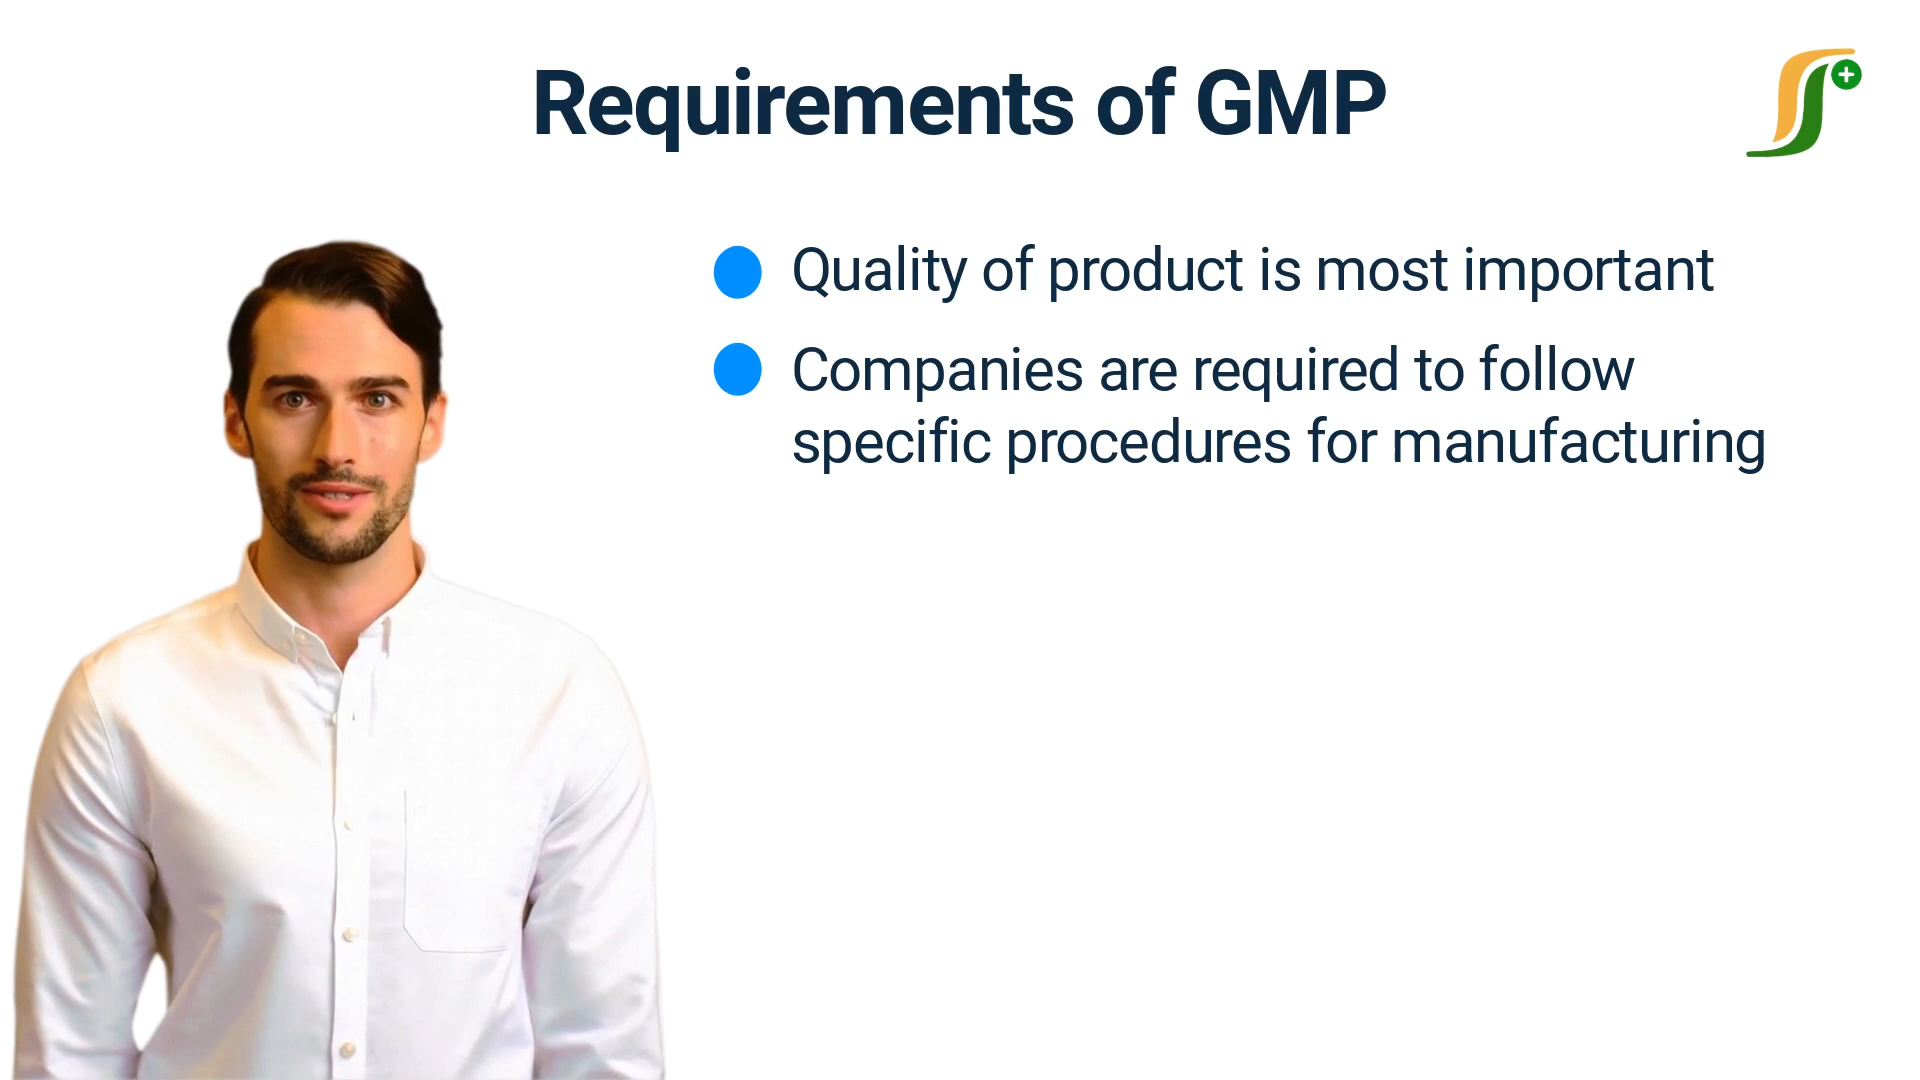 Requirements of GMP
Quality of product is most important
Companies are required to follow
specific procedures for manufacturing